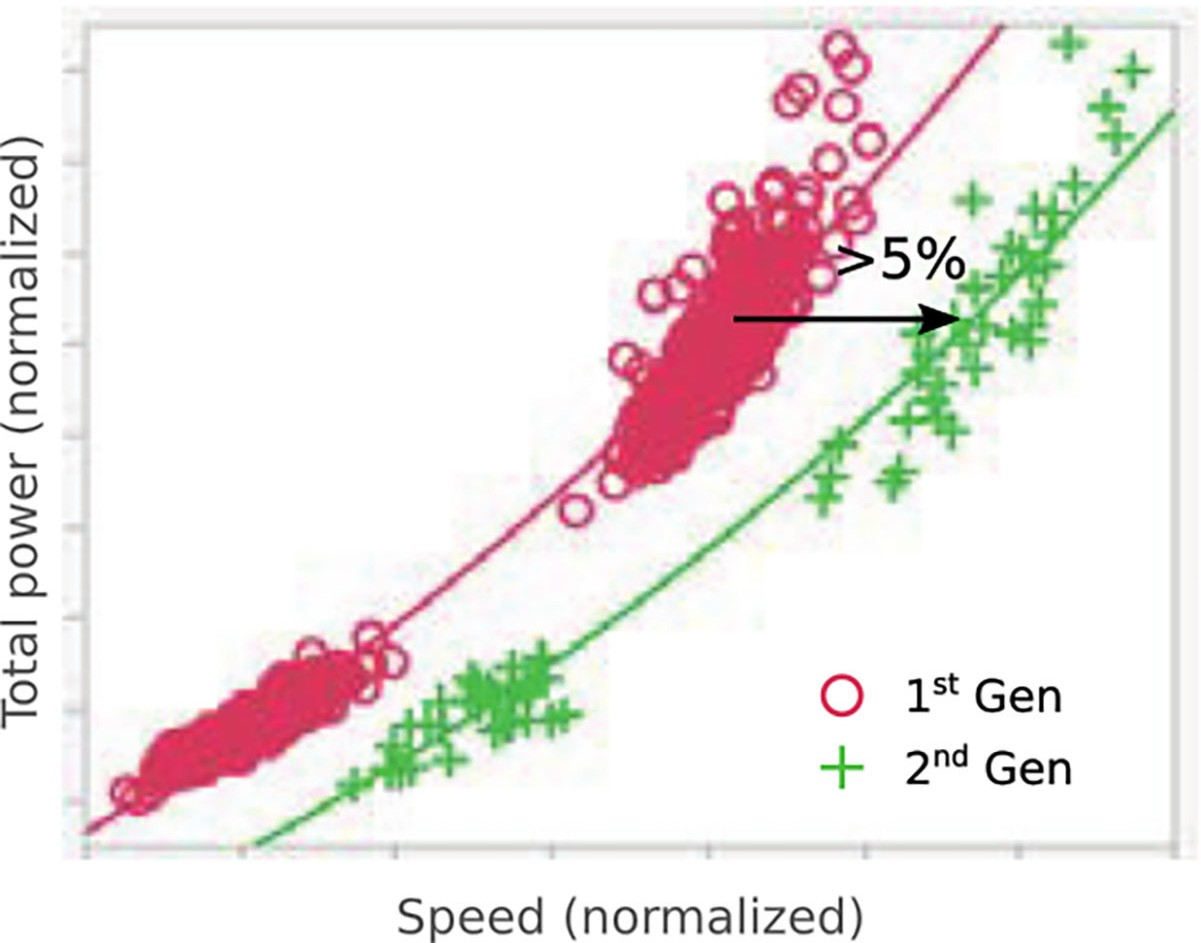 Total power (normalized)
>5%
1st Gen
2nd Gen
Speed (normalized)